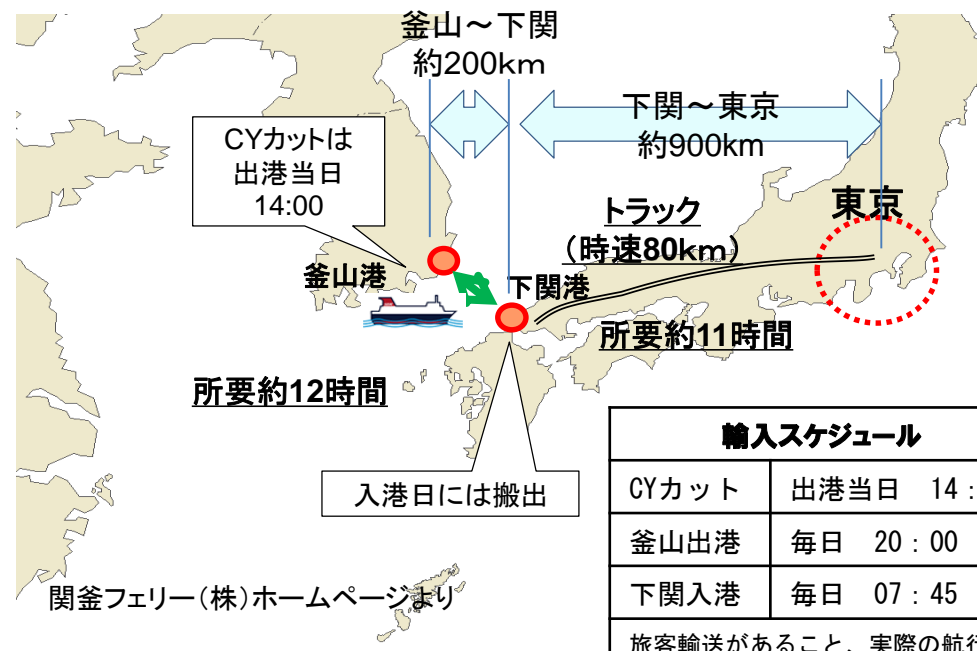 釜山～下関
約200km
下関～東京
約900km
CYカットは
出港当日
14:00
トラック
（時速80km）
東京
釜山港
下関港
所要約11時間
所要約12時間
入港日には搬出
輸入スケジュール
CYカット 出港当日 14：
釜山出港 毎日 20：00
下関入港 毎日 07：45
旅客輸送があること、実際の航行
関釜フェリー（株）ホームページより